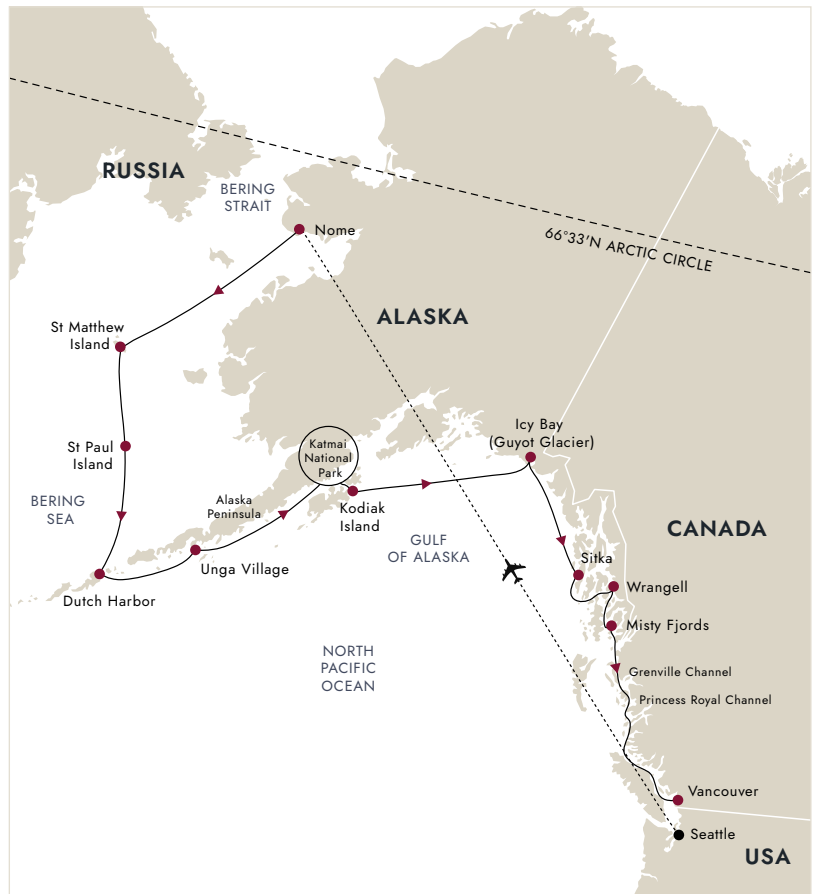 RUSSIA
BERING
STRAIT
Nome
66°33'N ARCTIC CIRCLE
ALASKA
St Matthew
Island
St Paul
Island
BERING
SEA
Alaska
Peninsula
Katmai
National
Park
Icy Bay
(Guyot Glacier)
Kodiak
Island
GULF
OF ALASKA
CANADA
Unga Village
Dutch Harbor
Sitka
Wrangell
Misty Fjords
NORTH
PACIFIC
OCEAN
Grenville Channel
Princess Royal Channel
Vancouver
Seattle
USA